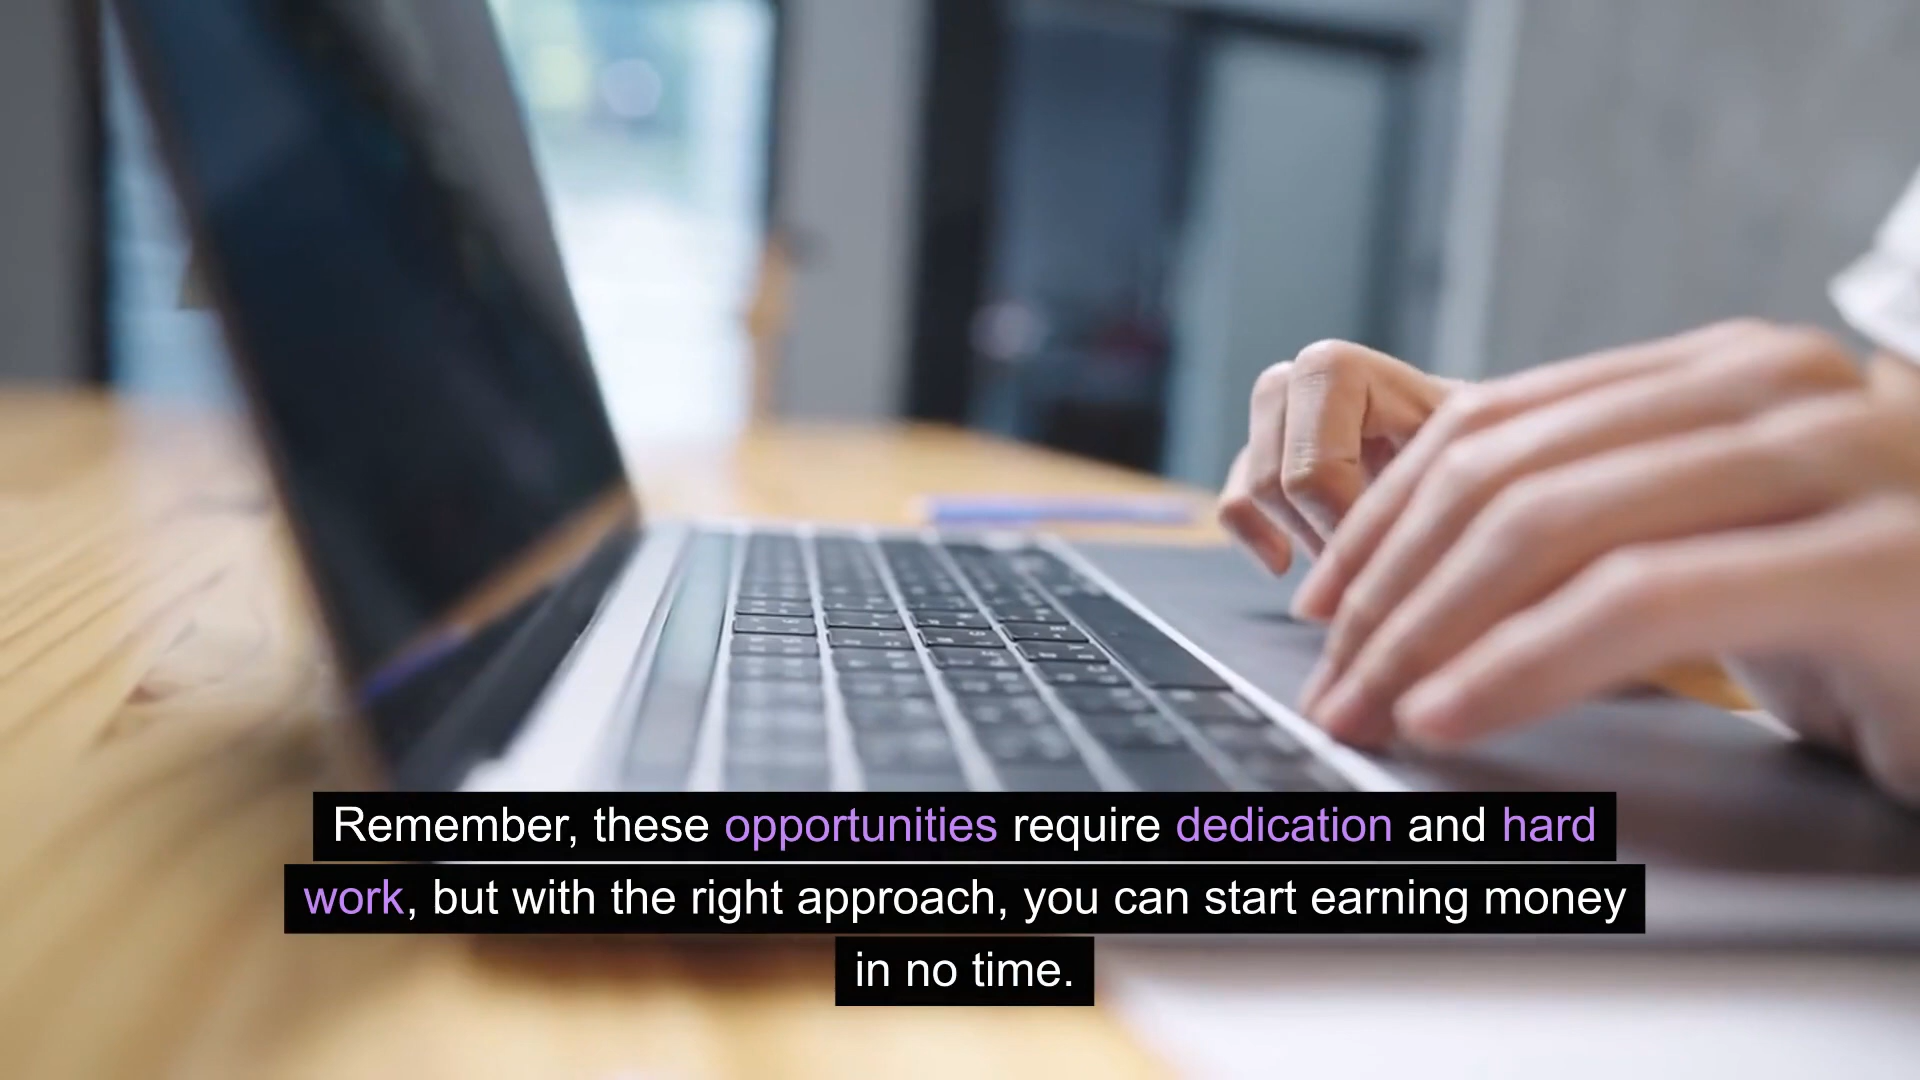 Remember, these opportunities require dedication and hard
work, but with the right approach, you can start earning money
in no time.